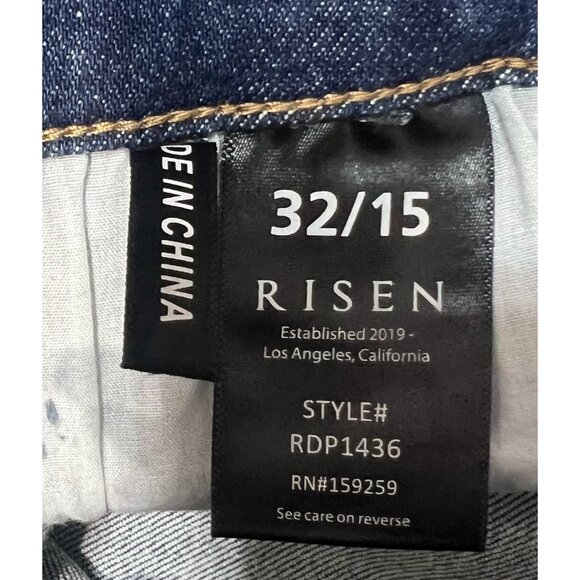 DE IN CHINA
32/15
RISEN
Established 2019 -
Los Angeles, California
STYLE#
RDP1436
RN#159259
See care on reverse